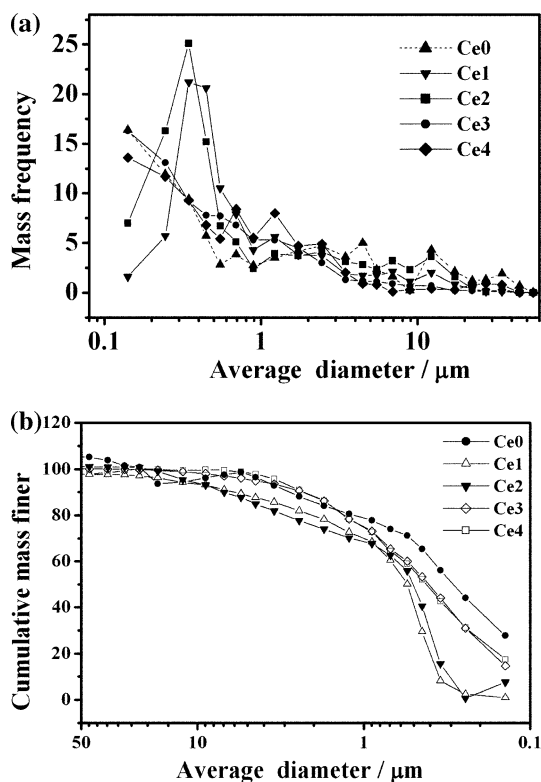 (a)
25
20
15
10
5
0
Mass frequency
Ce0
Ce1
Ce2
Ce3
Ce4
0.1
1
10
Average diameter / μm
(b)
120
100
80
60
40
20
0
Cumulative mass finer
Ce0
Ce1
Ce2
Ce3
Ce4
50
10
1
0.1
Average diameter / μm